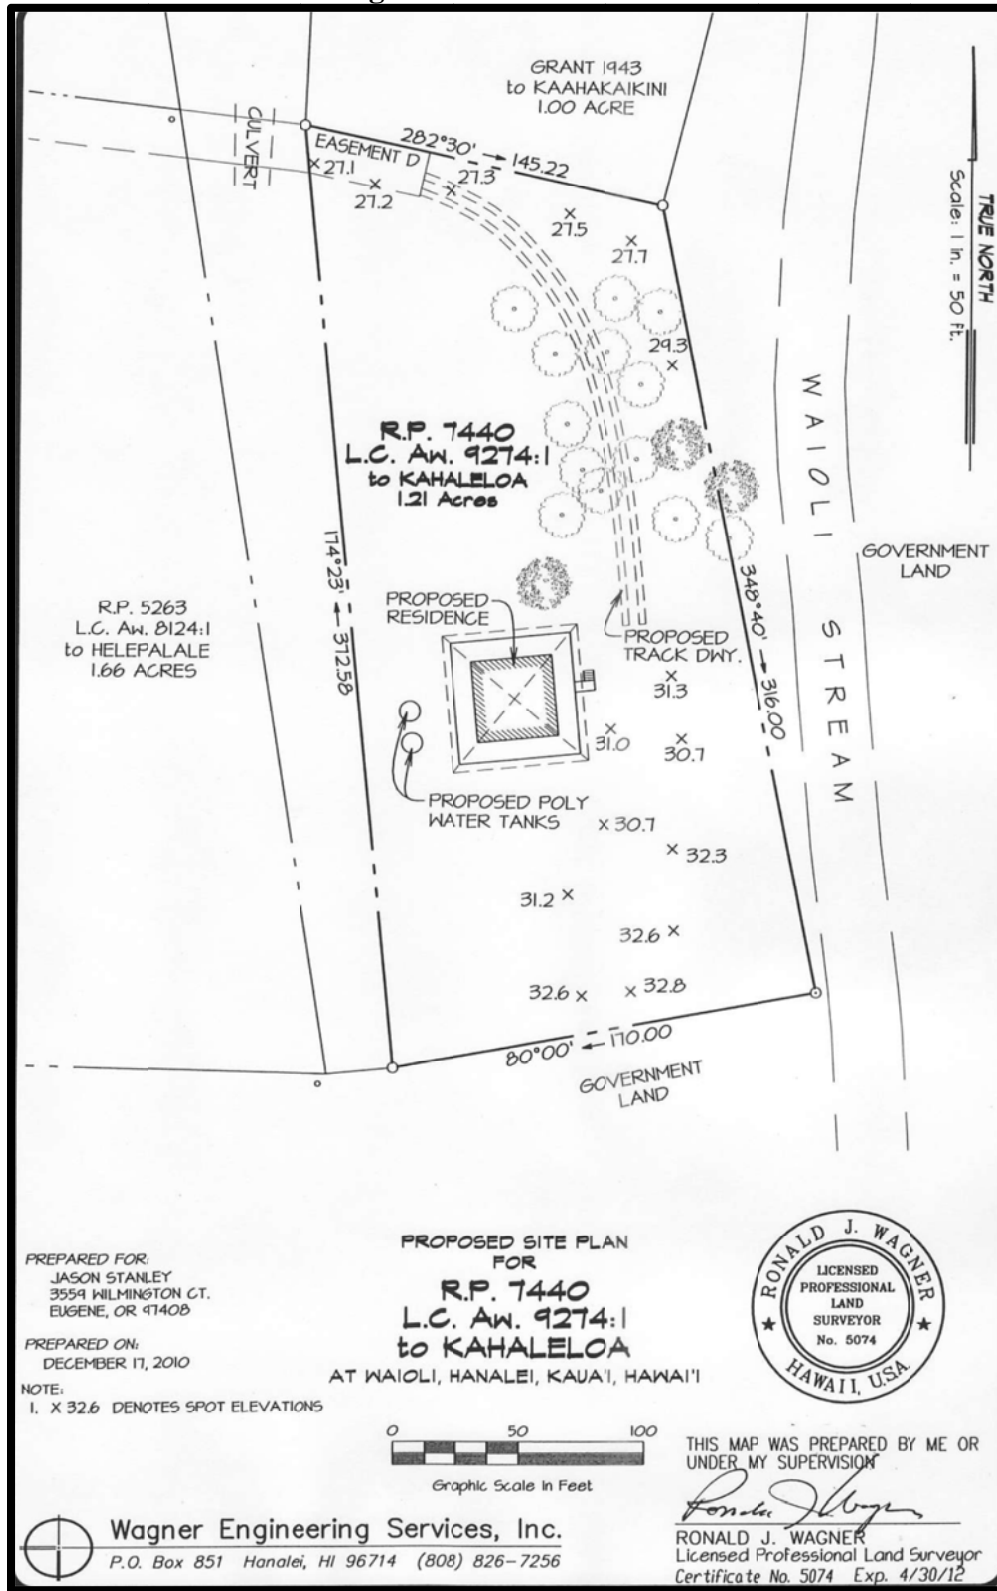 GRANT 1943
to KAAHAKAIKINI
1.00 ACRE
CULVERT
EASEMENT D
282°30' 145.22
27.1
27.2
27.3
27.5
27.7
TRUE NORTH
Scale: 1 in. = 50 ft.
29.3
R.P. 7440
L.C. Aw. 9274:1
to KAHALELOA
1.21 Acres
WAIOLI STREAM
GOVERNMENT
LAND
174°23' 372.58
348°40' 316.00
R.P. 5263
L.C. Aw. 8124:1
to HELEPALALE
1.66 ACRES
PROPOSED
RESIDENCE
PROPOSED
TRACK DWY.
31.3
31.0
30.7
PROPOSED POLY
WATER TANKS
x 30.7
x 32.3
31.2 x
32.6 x
32.6 x
x 32.8
80°00' 170.00
GOVERNMENT
LAND
PREPARED FOR:
JASON STANLEY
3559 WILMINGTON CT.
EUGENE, OR 97408
PREPARED ON:
DECEMBER 17, 2010
NOTE:
1. X 32.6 DENOTES SPOT ELEVATIONS
PROPOSED SITE PLAN
FOR
R.P. 7440
L.C. Aw. 9274:1
to KAHALELOA
AT WAIOLI, HANALEI, KAUA'I, HAWAI'I
RONALD J. WAGNER
LICENSED
PROFESSIONAL
LAND
SURVEYOR
No. 5074
HAWAII, U.S.A.
0 50 100
Graphic Scale in Feet
THIS MAP WAS PREPARED BY ME OR
UNDER MY SUPERVISION
RONALD J. WAGNER
Licensed Professional Land Surveyor
Certificate No. 5074 Exp. 4/30/12
Wagner Engineering Services, Inc.
P.O. Box 851 Hanalei, HI 96714 (808) 826-7256